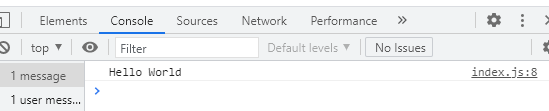 Elements Console Sources Network Performance »
top Filter Default levels No Issues
1 message Hello World index.js:8
1 user mess... >